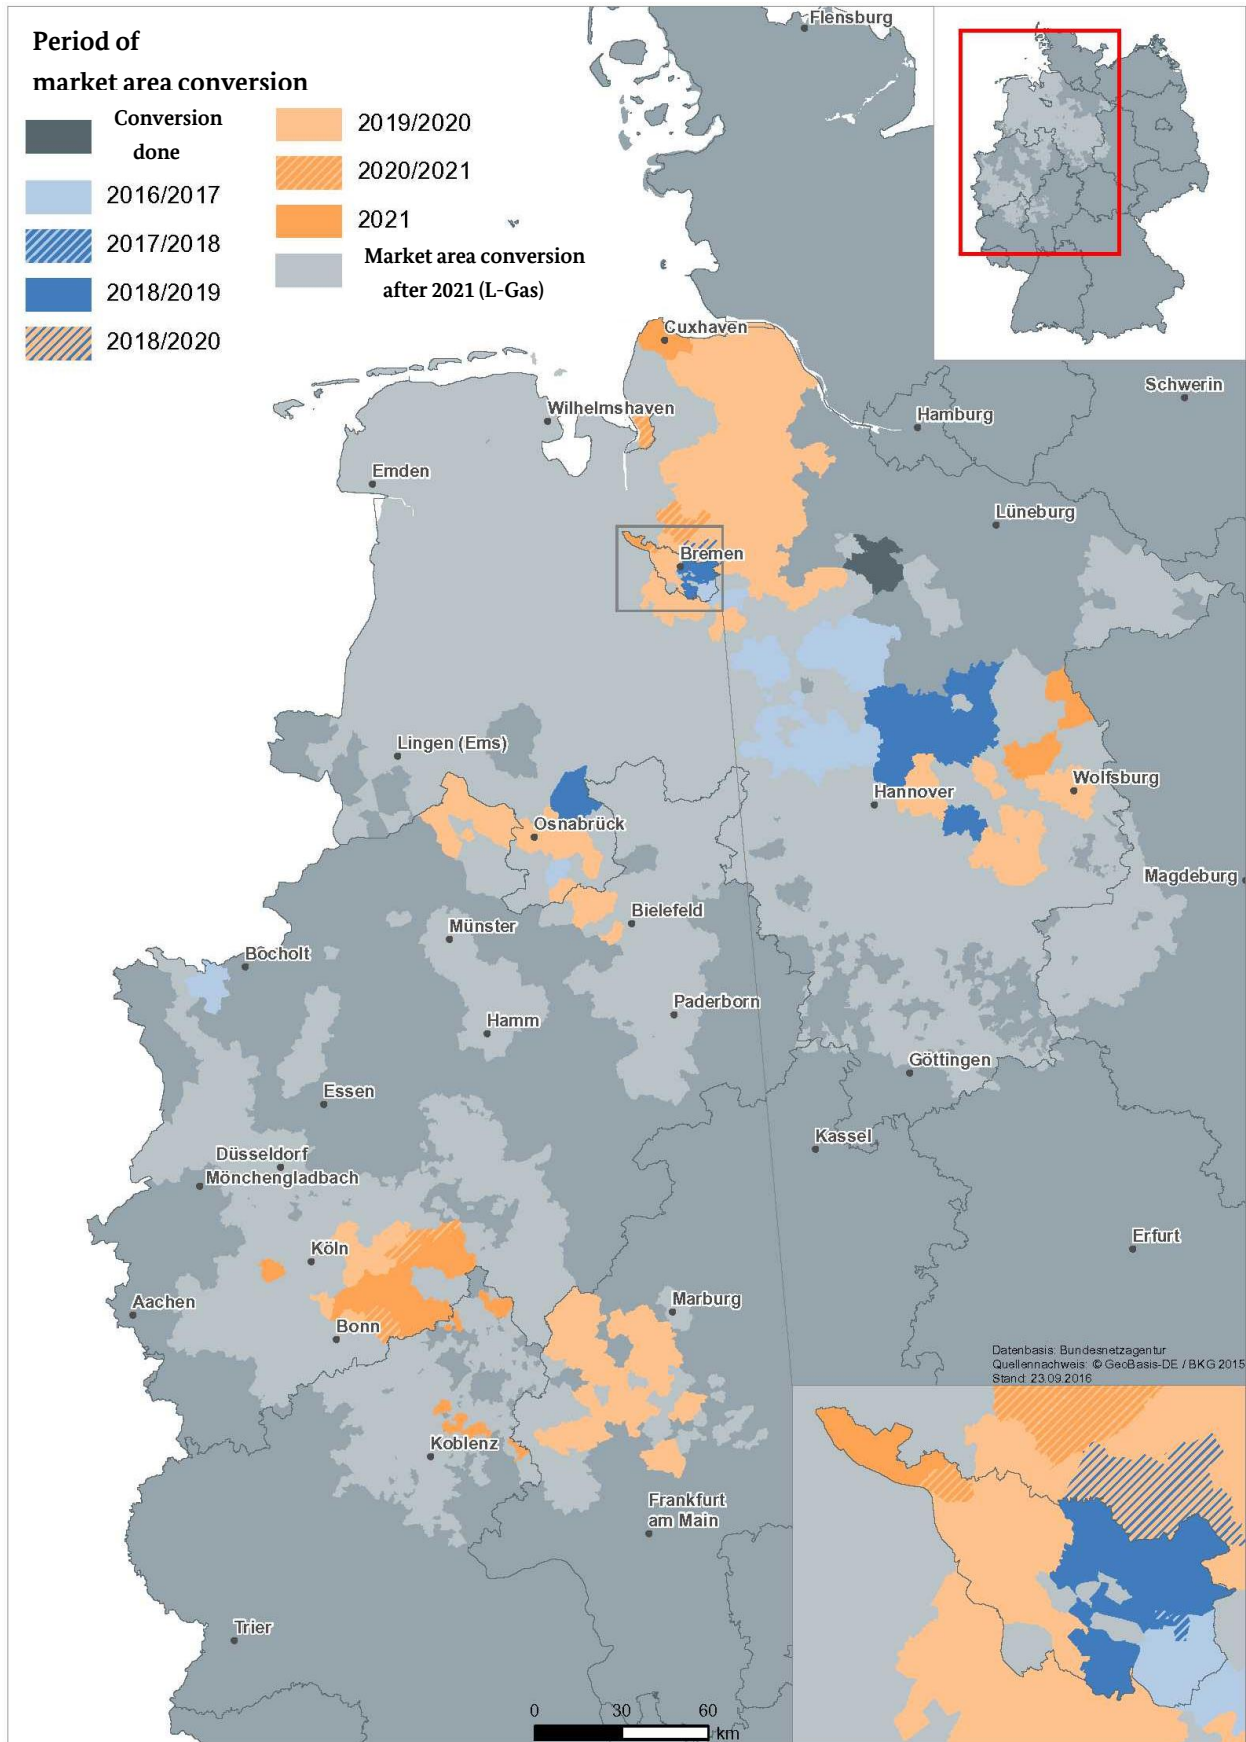 Period of
market area conversion
Conversion
done
2016/2017
2017/2018
2018/2019
2018/2020
2019/2020
2020/2021
2021
Market area conversion
after 2021 (L-Gas)
Flensburg
Cuxhaven
Schwerin
Wilhelmshaven
Hamburg
Emden
Lüneburg
Bremen
Lingen (Ems)
Wolfsburg
Hannover
Osnabrück
Magdeburg
Bielefeld
Münster
Bocholt
Paderborn
Hamm
Göttingen
Essen
Kassel
Düsseldorf
Mönchengladbach
Erfurt
Köln
Aachen
Marburg
Bonn
Datenbasis: Bundesnetzagentur
Quellennachweis: © GeoBasis-DE / BKG 2015
Stand: 23.09.2016
Koblenz
Frankfurt
am Main
Trier
0 30 60
km